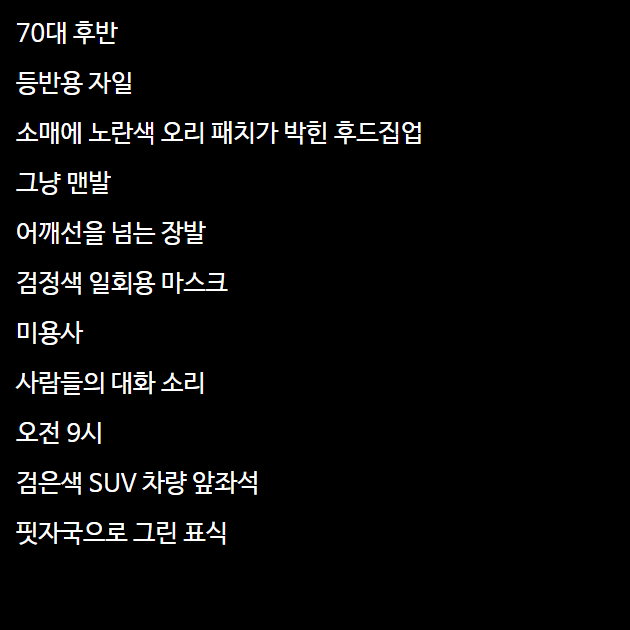 70대 후반
등반용 자일
소매에 노란색 오리 패치가 박힌 후드집업
그냥 맨발
어깨선을 넘는 장발
검정색 일회용 마스크
미용사
사람들의 대화 소리
오전 9시
검은색 SUV 차량 앞좌석
핏자국으로 그린 표식